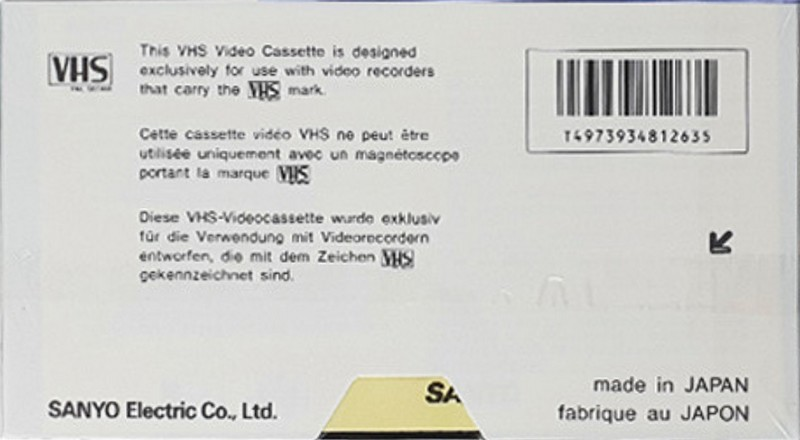 VHS
PAL SECAM
This VHS Video Cassette is designed
exclusively for use with video recorders
that carry the VHS mark.
Cette cassette vidéo VHS ne peut être
utilisée uniquement avec un magnétoscope
portant la marque VHS
Diese VHS-Videocassette wurde exklusiv
für die Verwendung mit Videorecordern
entworfen, die mit dem Zeichen VHS
gekennzeichnet sind.
T4973934812635
SANYO Electric Co., Ltd.
SA
made in JAPAN
fabrique au JAPON